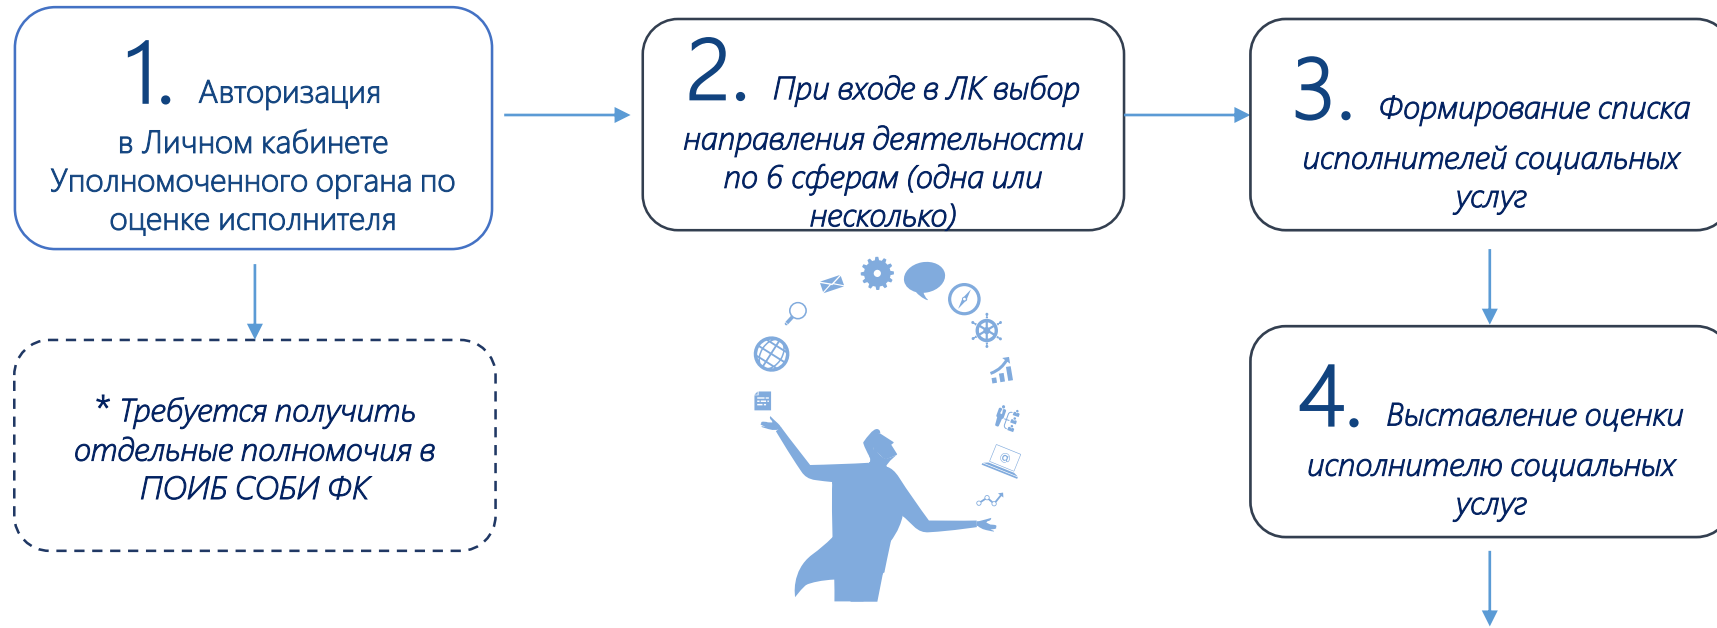 1. Авторизация
в Личном кабинете
Уполномоченного органа по
оценке исполнителя
2. При входе в ЛК выбор
направления деятельности
по 6 сферам (одна или
несколько)
3. Формирование списка
исполнителей социальных
услуг
* Требуется получить
отдельные полномочия в
ПОИБ СОБИ ФК
4. Выставление оценки
исполнителю социальных
услуг
@